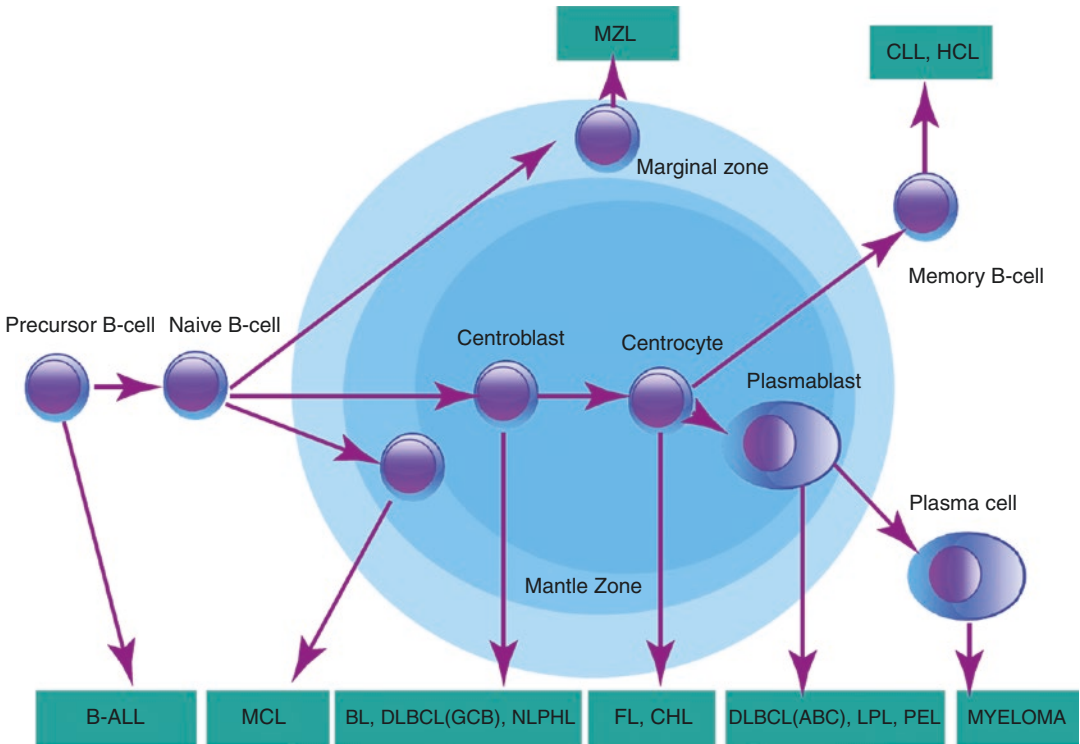 MZL
CLL, HCL
Marginal zone
Memory B-cell
Precursor B-cell
Naive B-cell
Centroblast
Centrocyte
Plasmablast
Plasma cell
Mantle Zone
B-ALL
MCL
BL, DLBCL(GCB), NLPHL
FL, CHL
DLBCL(ABC), LPL, PEL
MYELOMA